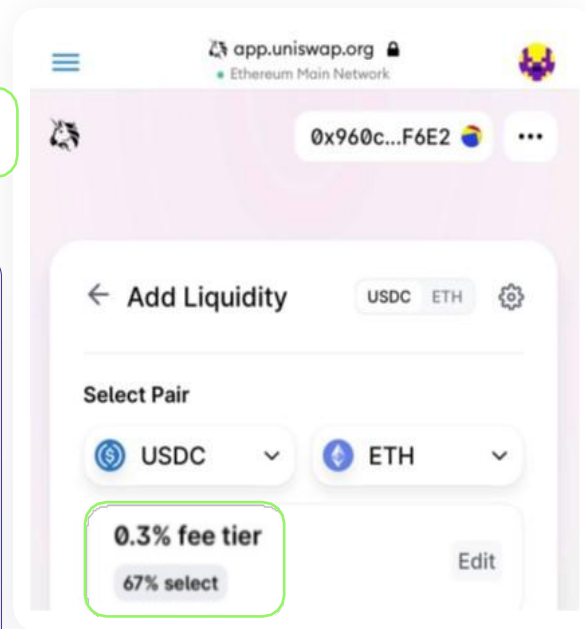 app.uniswap.org
Ethereum Main Network
0x960c...F6E2
Add Liquidity
USDC ETH
Select Pair
USDC
ETH
0.3% fee tier
67% select
Edit